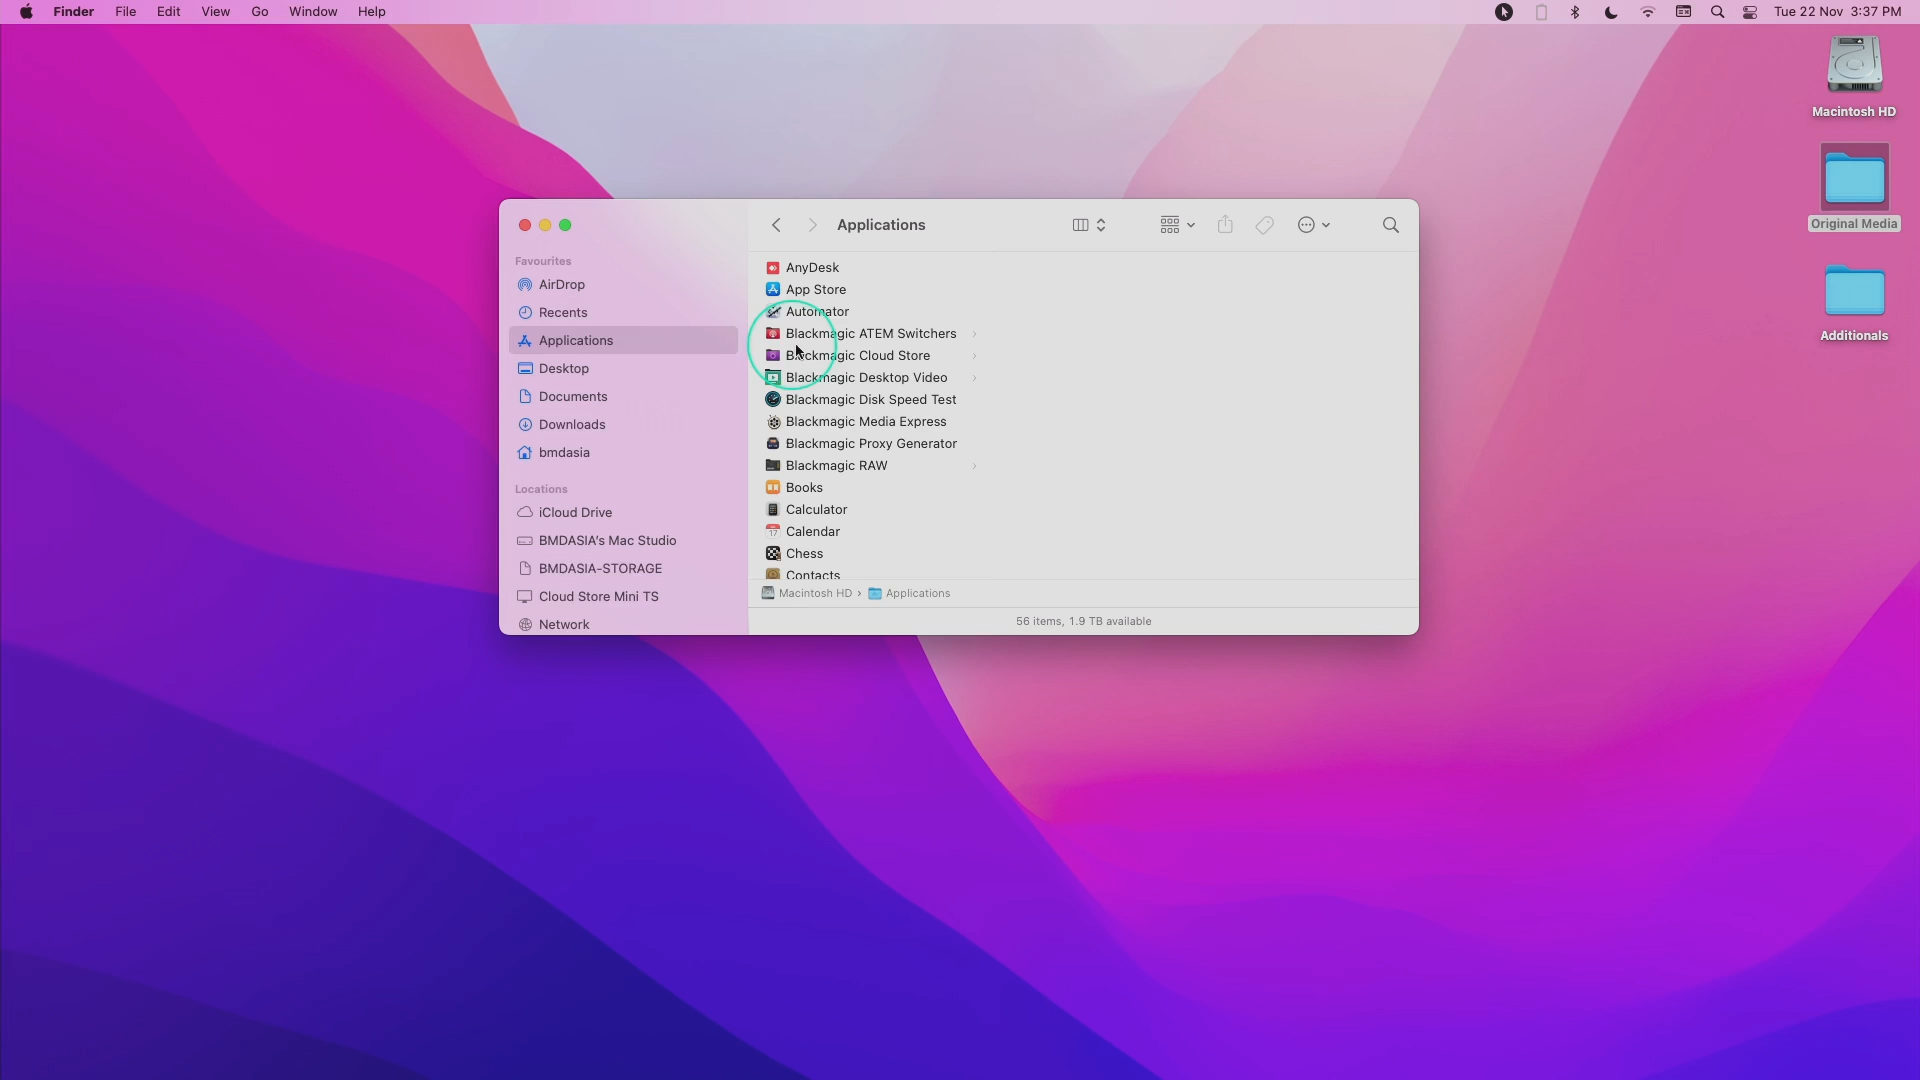 Finder File Edit View Go Window Help
Tue 22 Nov 3:37 PM
Macintosh HD
Original Media
Additionals
Applications
Favourites
AirDrop
Recents
Applications
Desktop
Documents
Downloads
bmdasia
Locations
iCloud Drive
BMDASIA's Mac Studio
BMDASIA-STORAGE
Cloud Store Mini TS
Network
AnyDesk
App Store
Automator
Blackmagic ATEM Switchers
Blackmagic Cloud Store
Blackmagic Desktop Video
Blackmagic Disk Speed Test
Blackmagic Media Express
Blackmagic Proxy Generator
Blackmagic RAW
Books
Calculator
Calendar
Chess
Contacts
Macintosh HD › Applications
56 items, 1.9 TB available